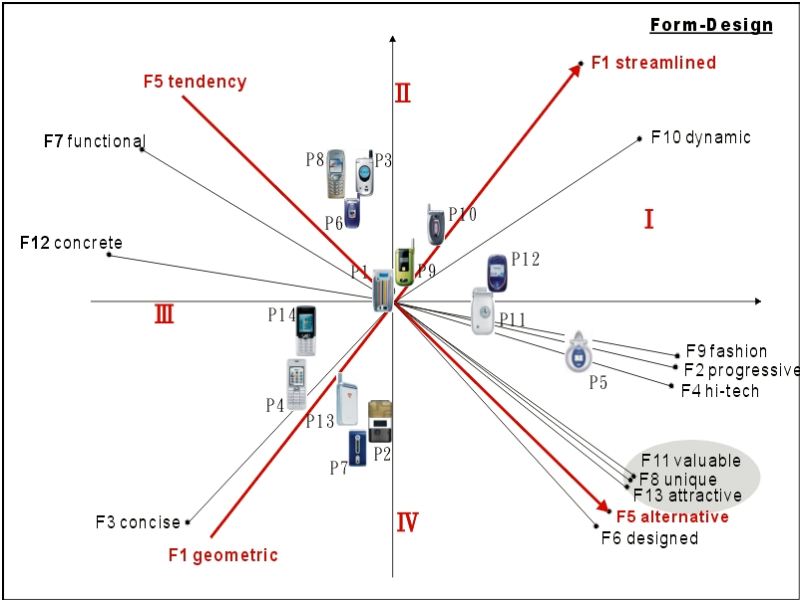 Form-Design
F1 streamlined
F5 tendency
II
F7 functional
F10 dynamic
P8
P3
P6
P10
I
F12 concrete
P1
P9
P12
III
P14
P11
F9 fashion
F2 progressive
F4 hi-tech
P5
P4
P13
P7
P2
F11 valuable
F8 unique
F13 attractive
F3 concise
IV
F5 alternative
F6 designed
F1 geometric